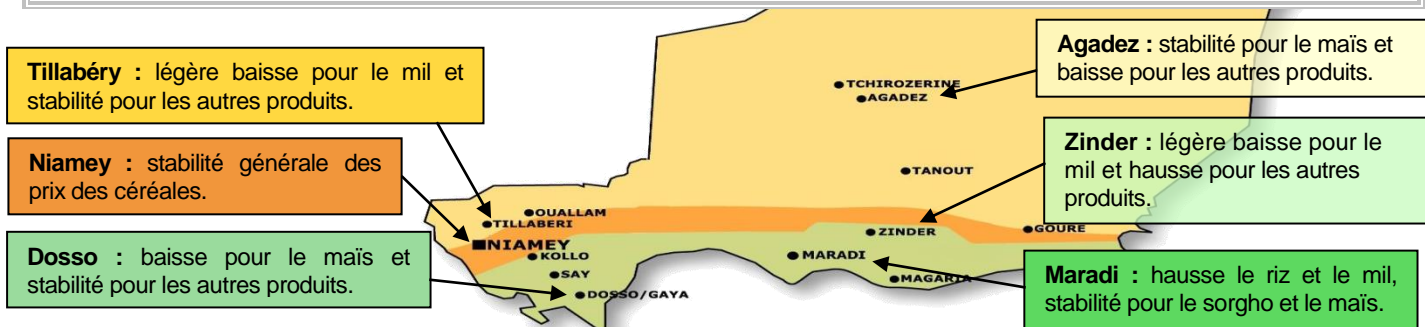 Tillabéry : légère baisse pour le mil et
stabilité pour les autres produits.
Niamey : stabilité générale des
prix des céréales.
Dosso : baisse pour le maïs et
stabilité pour les autres produits.
Agadez : stabilité pour le maïs et
baisse pour les autres produits.
Zinder : légère baisse pour le
mil et hausse pour les autres
produits.
Maradi : hausse le riz et le mil,
stabilité pour le sorgho et le maïs.
TCHIROZERINE
AGADEZ
TANOUT
OUALLAM
TILLABERI
NIAMEY
KOLLO
SAY
DOSSO/GAYA
ZINDER
GOURE
MARADI
MAGARIA